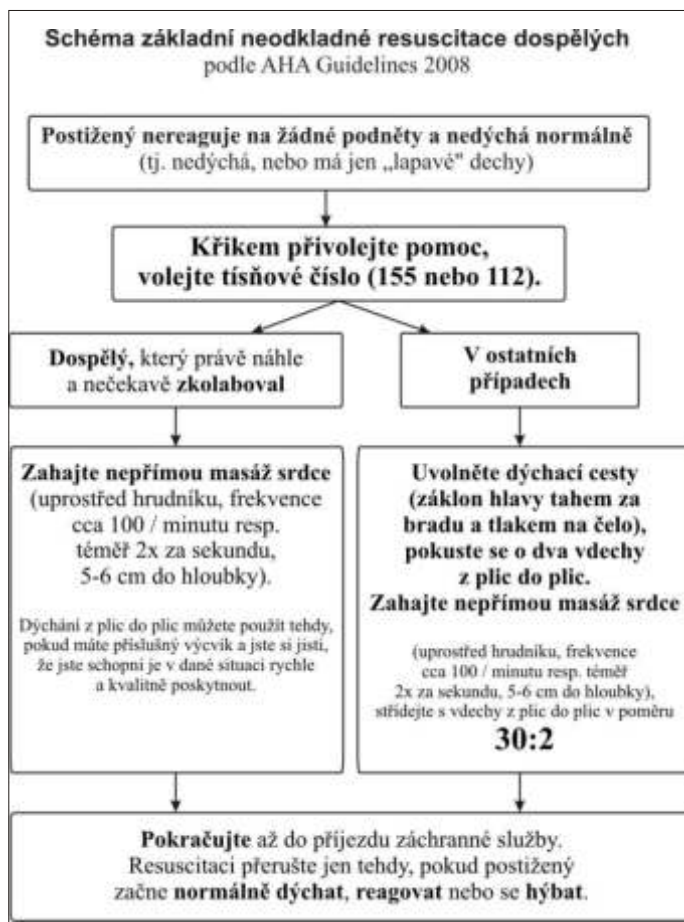 Schéma základní neodkladné resuscitace dospělých
podle AHA Guidelines 2008
Postižený nereaguje na žádné podněty a nedýchá normálně
(tj. nedýchá, nebo má jen „lapavé" dechy)
Křikem přivolejte pomoc,
volejte tísňové číslo (155 nebo 112).
Dospělý, který právě náhle
a nečekavě zkolaboval
V ostatních
případech
Zahajte nepřímou masáž srdce
(uprostřed hrudníku, frekvence
cca 100 / minutu resp.
téměř 2x za sekundu,
5-6 cm do hloubky).
Dýchání z plic do plic můžete použít tehdy,
pokud máte příslušný výcvik a jste si jisti,
že jste schopni je v dané situaci rychle
a kvalitně poskytnout.
Uvolněte dýchací cesty
(záklon hlavy tahem za
bradu a tlakem na čelo),
pokuste se o dva vdechy
z plic do plic.
Zahajte nepřímou masáž srdce
(uprostřed hrudníku, frekvence
cca 100 / minutu resp. téměř
2x za sekundu, 5-6 cm do hloubky),
střídejte s vdechy z plic do plic v poměru
30:2
Pokračujte až do příjezdu záchranné služby.
Resuscitaci přerušte jen tehdy, pokud postižený
začne normálně dýchat, reagovat nebo se hýbat.